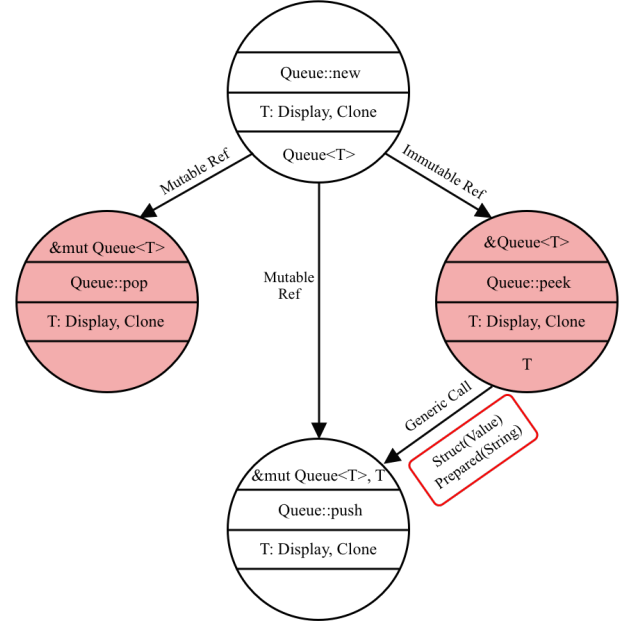 Queue::new
T: Display, Clone
Queue<T>
Mutable Ref
Immutable Ref
&mut Queue<T>
Queue::pop
T: Display, Clone
Mutable
Ref
&Queue<T>
Queue::peek
T: Display, Clone
T
Generic Call
Struct(Value)
Prepared(String)
&mut Queue<T>, T
Queue::push
T: Display, Clone